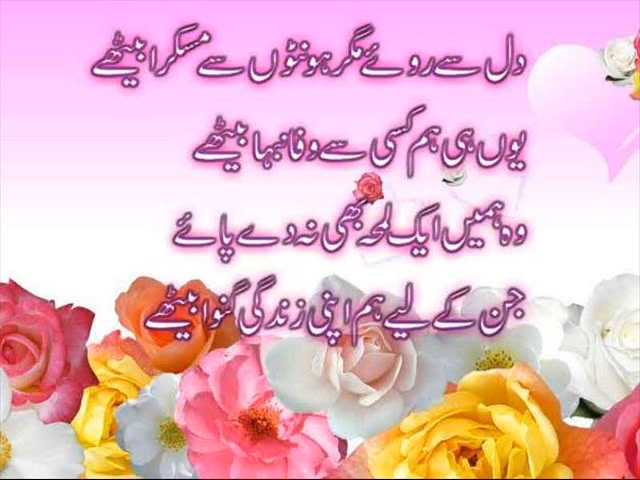 دل سے روئے مگر ہونٹوں سے مسکرا بیٹھے
یوں ہی ہم کسی سے وفا نبھا بیٹھے
وہ ہمیں ایک لمحہ بھی نہ دے پائے
جن کے لیے ہم اپنی زندگی گنوا بیٹھے